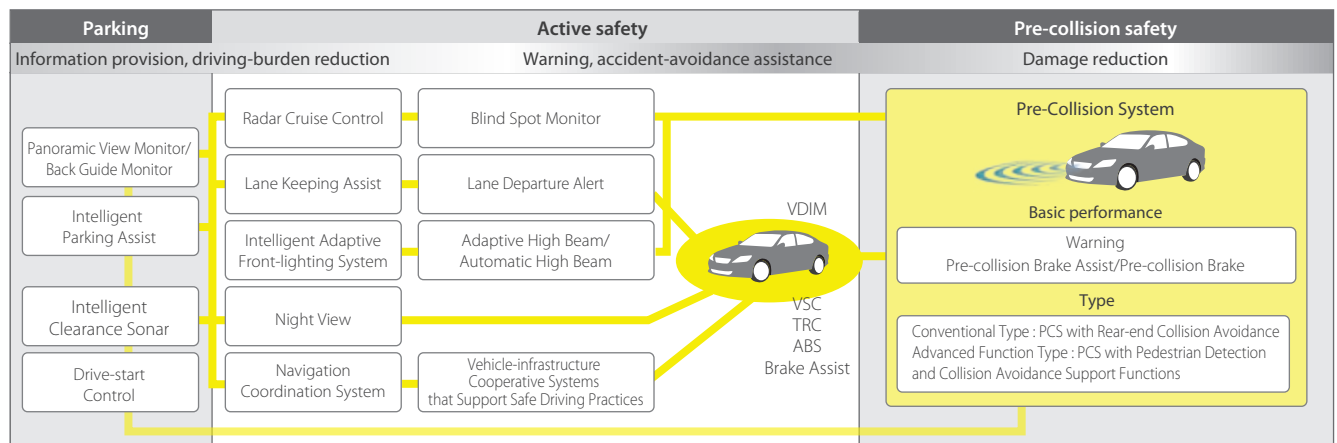 Parking
Active safety
Pre-collision safety
Information provision, driving-burden reduction
Warning, accident-avoidance assistance
Damage reduction
Panoramic View Monitor/
Back Guide Monitor
Intelligent
Parking Assist
Intelligent
Clearance Sonar
Drive-start
Control
Radar Cruise Control
Blind Spot Monitor
Lane Keeping Assist
Lane Departure Alert
Intelligent Adaptive
Front-lighting System
Adaptive High Beam/
Automatic High Beam
Night View
Navigation
Coordination System
Vehicle-infrastructure
Cooperative Systems
that Support Safe Driving Practices
VDIM
VSC
TRC
ABS
Brake Assist
Pre-Collision System
Basic performance
Warning
Pre-collision Brake Assist/Pre-collision Brake
Type
Conventional Type : PCS with Rear-end Collision Avoidance
Advanced Function Type : PCS with Pedestrian Detection
and Collision Avoidance Support Functions